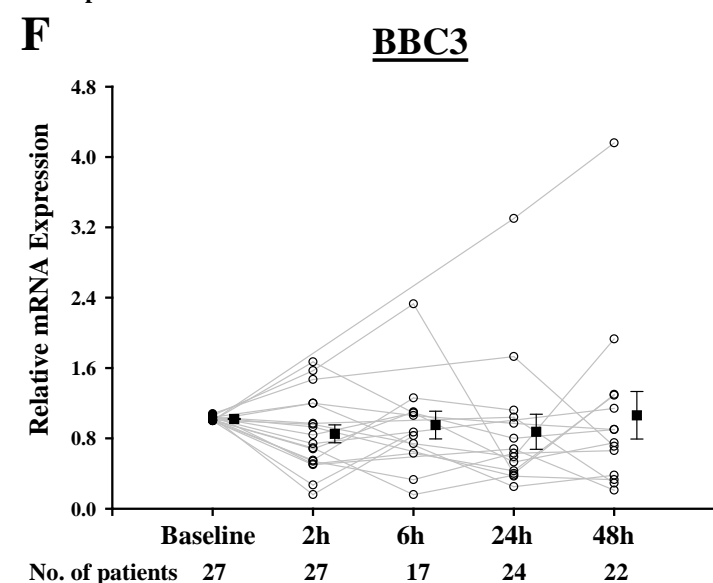 F
BBC3
Relative mRNA Expression
4.8
4.0
3.2
2.4
1.6
0.8
0.0
Baseline 2h 6h 24h 48h
No. of patients 27 27 17 24 22